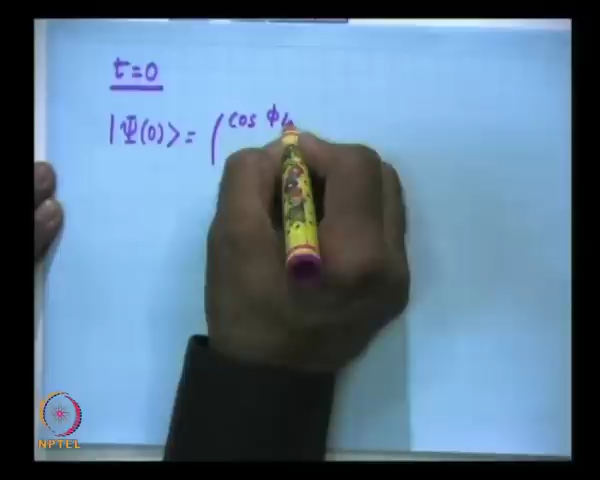 t=0
|Ψ(0)> = ( cos ϕ
NPTEL